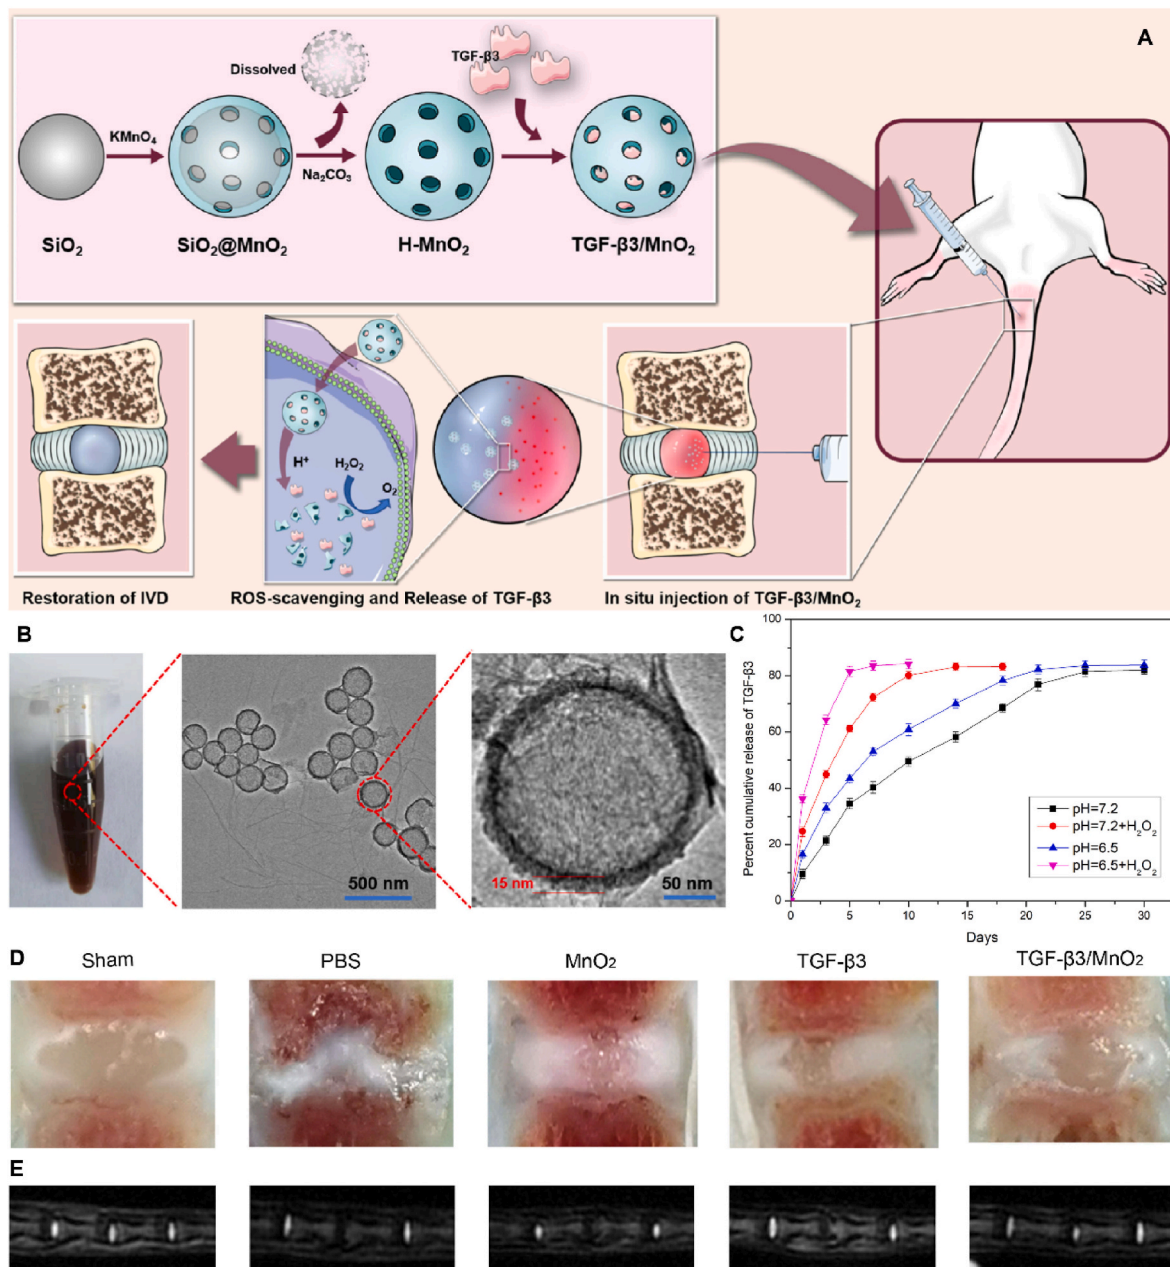 A
Dissolved
TGF-β3
KMnO₄
Na₂CO₃
SiO₂
SiO₂@MnO₂
H-MnO₂
TGF-β3/MnO₂
H⁺
H₂O₂
O₂
Restoration of IVD
ROS-scavenging and Release of TGF-β3
In situ injection of TGF-β3/MnO₂
B
500 nm
15 nm
50 nm
C
Percent cumulative release of TGF-β3
100
80
60
40
20
0
0 5 10 15 20 25 30
Days
pH=7.2
pH=7.2+H₂O₂
pH=6.5
pH=6.5+H₂O₂
D
Sham
PBS
MnO₂
TGF-β3
TGF-β3/MnO₂
E